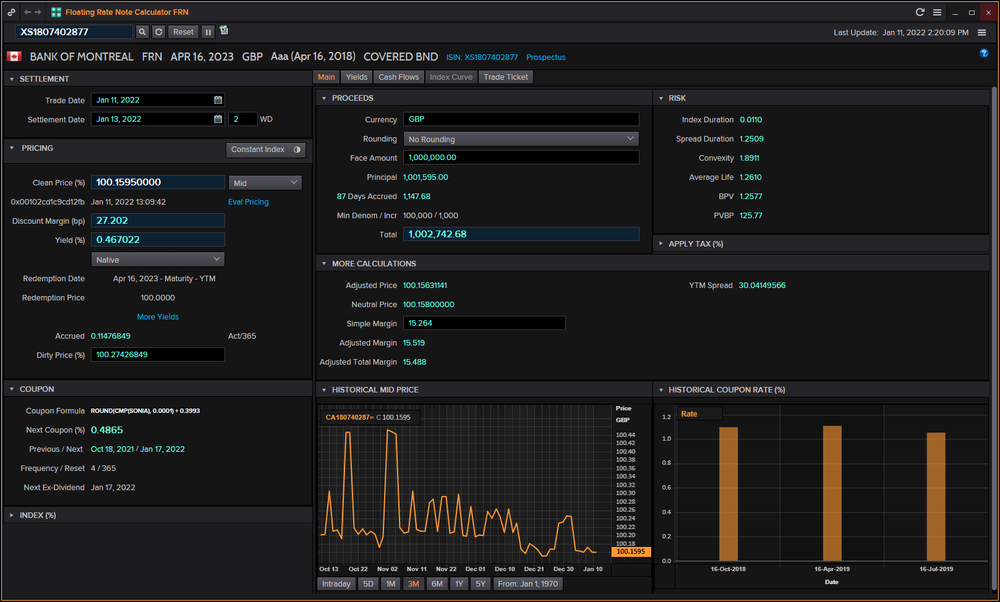 Floating Rate Note Calculator FRN
XS1807402877
Reset
Last Update: Jan 11, 2022 2:20:09 PM
BANK OF MONTREAL FRN APR 16, 2023 GBP Aaa (Apr 16, 2018) COVERED BND ISIN: XS1807402877 Prospectus
?
SETTLEMENT
Trade Date Jan 11, 2022
Settlement Date Jan 13, 2022 2 WD
PRICING
Constant Index
Clean Price (%) 100.15950000 Mid
0x00102cd1c9cd12fb Jan 11, 2022 13:09:42 Eval Pricing
Discount Margin (bp) 27.202
Yield (%) 0.467022
Native
Redemption Date Apr 16, 2023 - Maturity - YTM
Redemption Price 100.0000
More Yields
Accrued 0.11476849 Act/365
Dirty Price (%) 100.27426849
COUPON
Coupon Formula ROUND(CMP(SONIA), 0.0001) + 0.3993
Next Coupon (%) 0.4865
Previous / Next Oct 18, 2021 / Jan 17, 2022
Frequency / Reset 4 / 365
Next Ex-Dividend Jan 17, 2022
INDEX (%)
Main Yields Cash Flows Index Curve Trade Ticket
PROCEEDS
Currency GBP
Rounding No Rounding
Face Amount 1,000,000.00
Principal 1,001,595.00
87 Days Accrued 1,147.68
Min Denom / Incr 100,000 / 1,000
Total 1,002,742.68
RISK
Index Duration 0.0110
Spread Duration 1.2509
Convexity 1.8911
Average Life 1.2610
BPV 1.2577
PVBP 125.77
APPLY TAX (%)
MORE CALCULATIONS
Adjusted Price 100.15631141
YTM Spread 30.04149566
Neutral Price 100.15800000
Simple Margin 15.264
Adjusted Margin 15.519
Adjusted Total Margin 15.488
HISTORICAL MID PRICE
CA180740287= C 100.1595
Price
GBP
100.44
100.42
100.40
100.38
100.36
100.34
100.32
100.30
100.28
100.26
100.24
100.22
100.20
100.18
100.1595
Oct 13 Oct 22 Nov 02 Nov 11 Nov 22 Dec 01 Dec 10 Dec 21 Dec 30 Jan 10
Intraday 5D 1M 3M 6M 1Y 5Y From: Jan 1, 1970
HISTORICAL COUPON RATE (%)
Rate
1.2
1.0
0.8
0.6
0.4
0.2
0.0
16-Oct-2018 16-Apr-2019 16-Jul-2019
Date